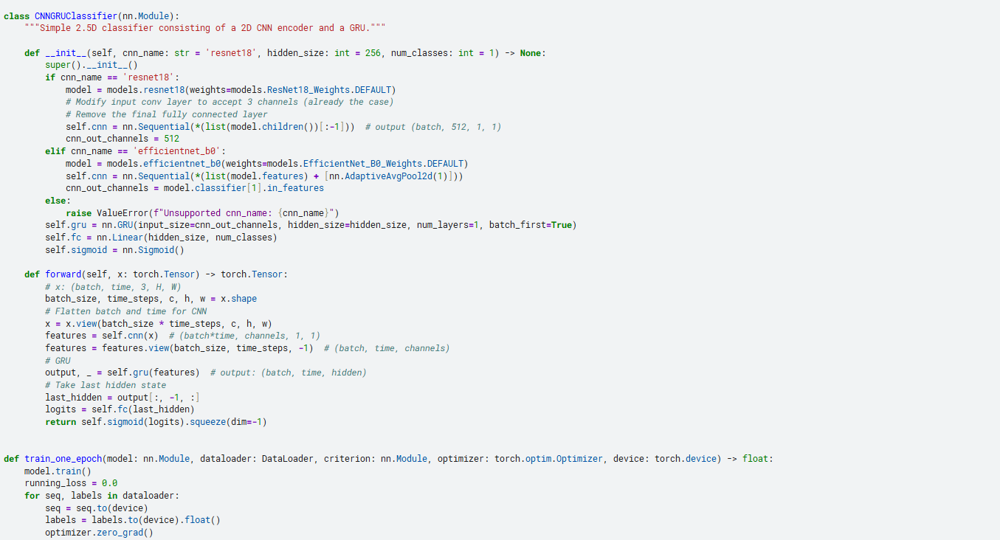 class CNNGRUClassifier(nn.Module):
    """Simple 2.5D classifier consisting of a 2D CNN encoder and a GRU."""

    def __init__(self, cnn_name: str = 'resnet18', hidden_size: int = 256, num_classes: int = 1) -> None:
        super().__init__()
        if cnn_name == 'resnet18':
            model = models.resnet18(weights=models.ResNet18_Weights.DEFAULT)
            # Modify input conv layer to accept 3 channels (already the case)
            # Remove the final fully connected layer
            self.cnn = nn.Sequential(*(list(model.children())[:-1]))  # output (batch, 512, 1, 1)
            cnn_out_channels = 512
        elif cnn_name == 'efficientnet_b0':
            model = models.efficientnet_b0(weights=models.EfficientNet_B0_Weights.DEFAULT)
            self.cnn = nn.Sequential(*(list(model.features) + [nn.AdaptiveAvgPool2d(1)]))
            cnn_out_channels = model.classifier[1].in_features
        else:
            raise ValueError(f"Unsupported cnn_name: {cnn_name}")
        self.gru = nn.GRU(input_size=cnn_out_channels, hidden_size=hidden_size, num_layers=1, batch_first=True)
        self.fc = nn.Linear(hidden_size, num_classes)
        self.sigmoid = nn.Sigmoid()

    def forward(self, x: torch.Tensor) -> torch.Tensor:
        # x: (batch, time, 3, H, W)
        batch_size, time_steps, c, h, w = x.shape
        # Flatten batch and time for CNN
        x = x.view(batch_size * time_steps, c, h, w)
        features = self.cnn(x)  # (batch*time, channels, 1, 1)
        features = features.view(batch_size, time_steps, -1)  # (batch, time, channels)
        # GRU
        output, _ = self.gru(features)  # output: (batch, time, hidden)
        # Take last hidden state
        last_hidden = output[:, -1, :]
        logits = self.fc(last_hidden)
        return self.sigmoid(logits).squeeze(dim=-1)


def train_one_epoch(model: nn.Module, dataloader: DataLoader, criterion: nn.Module, optimizer: torch.optim.Optimizer, device: torch.device) -> float:
    model.train()
    running_loss = 0.0
    for seq, labels in dataloader:
        seq = seq.to(device)
        labels = labels.to(device).float()
        optimizer.zero_grad()